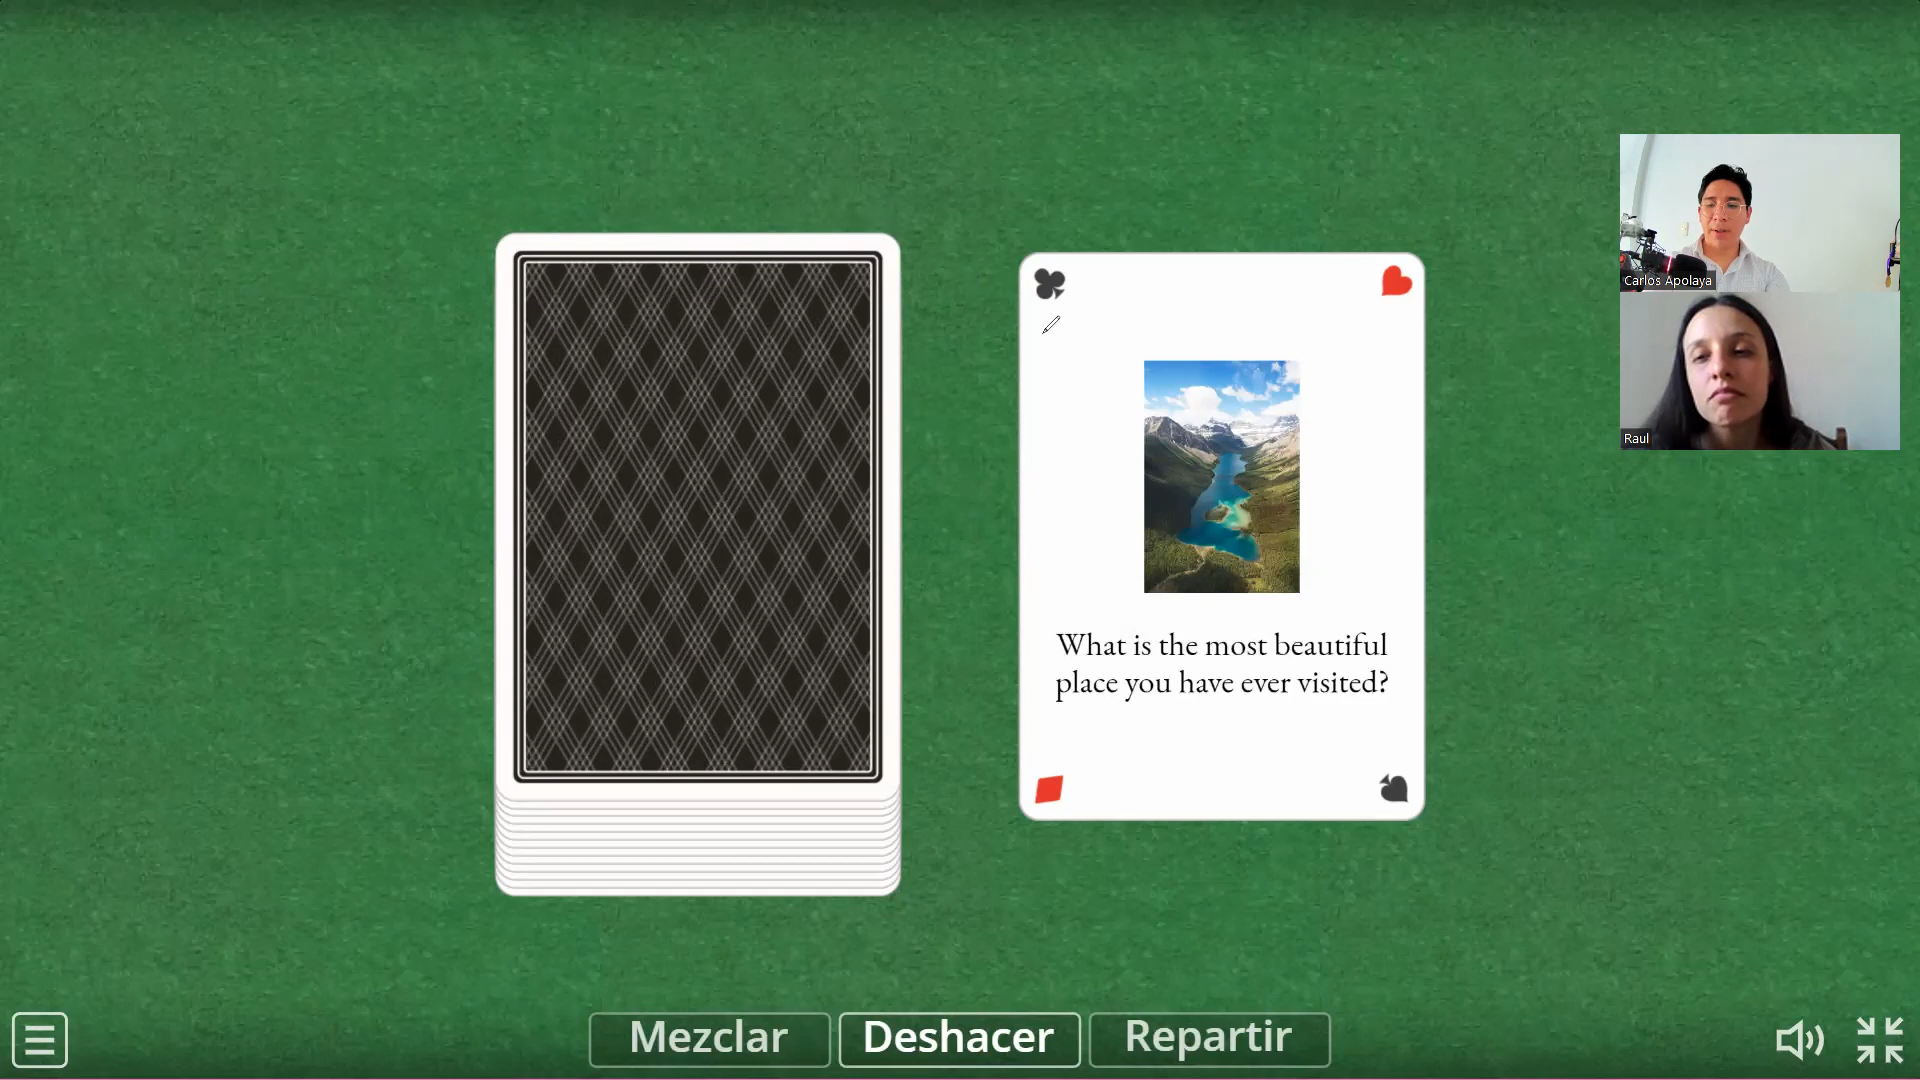 Carlos Apolaya
Raul
What is the most beautiful
place you have ever visited?
Mezclar
Deshacer
Repartir